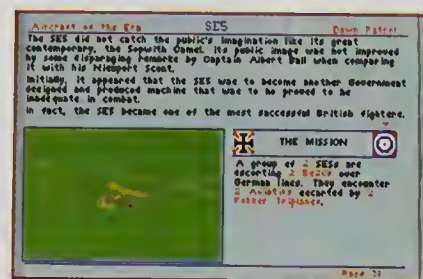 Aircraft of the Era SE5 Dawn Patrol
The SE5 did not catch the public's imagination like its great
contemporary, the Sopwith Camel. Its public image was not improved
by some disparaging remarks by Captain Albert Ball when comparing
it with his Nieuport Scout.
Initially, it appeared that the SE5 was to become another Government
designed and produced machine that was to be proved to be
inadequate in combat.
In fact, the SE5 became one of the most successful British fighters.
THE MISSION
A group of 2 SE5s are
escorting 2 Be2cs over
German lines. They encounter
2 Aviatiks escorted by 2
Fokker Triplanes.
Page